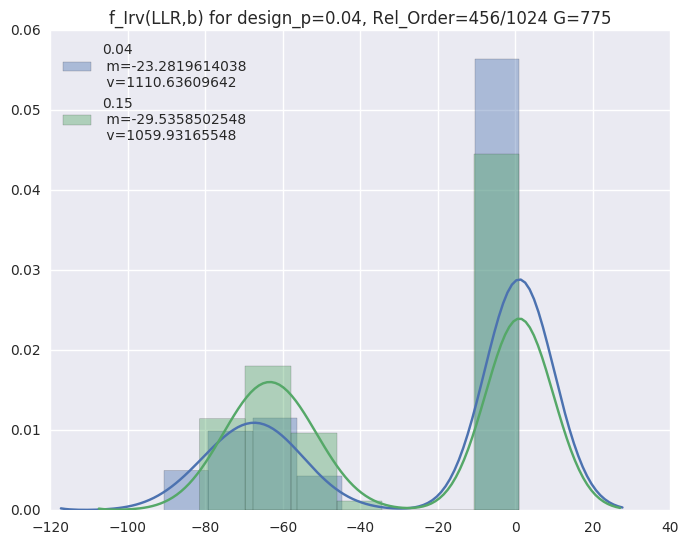 f_Irv(LLR,b) for design_p=0.04, Rel_Order=456/1024 G=775
0.04
m=-23.2819614038
v=1110.63609642
0.15
m=-29.5358502548
v=1059.93165548
0.06
0.05
0.04
0.03
0.02
0.01
0.00
−120 −100 −80 −60 −40 −20 0 20 40